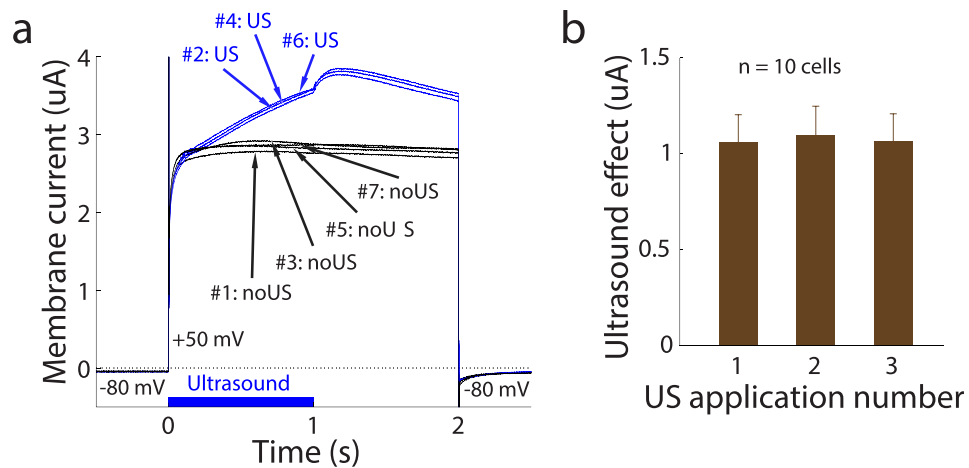 a
#4: US
#2: US
#6: US
4
3
2
1
0
Membrane current (uA)
#7: noUS
#5: noU S
#3: noUS
#1: noUS
+50 mV
-80 mV
Ultrasound
-80 mV
0
1
2
Time (s)
b
1.5
1
0.5
0
Ultrasound effect (uA)
n = 10 cells
1
2
3
US application number